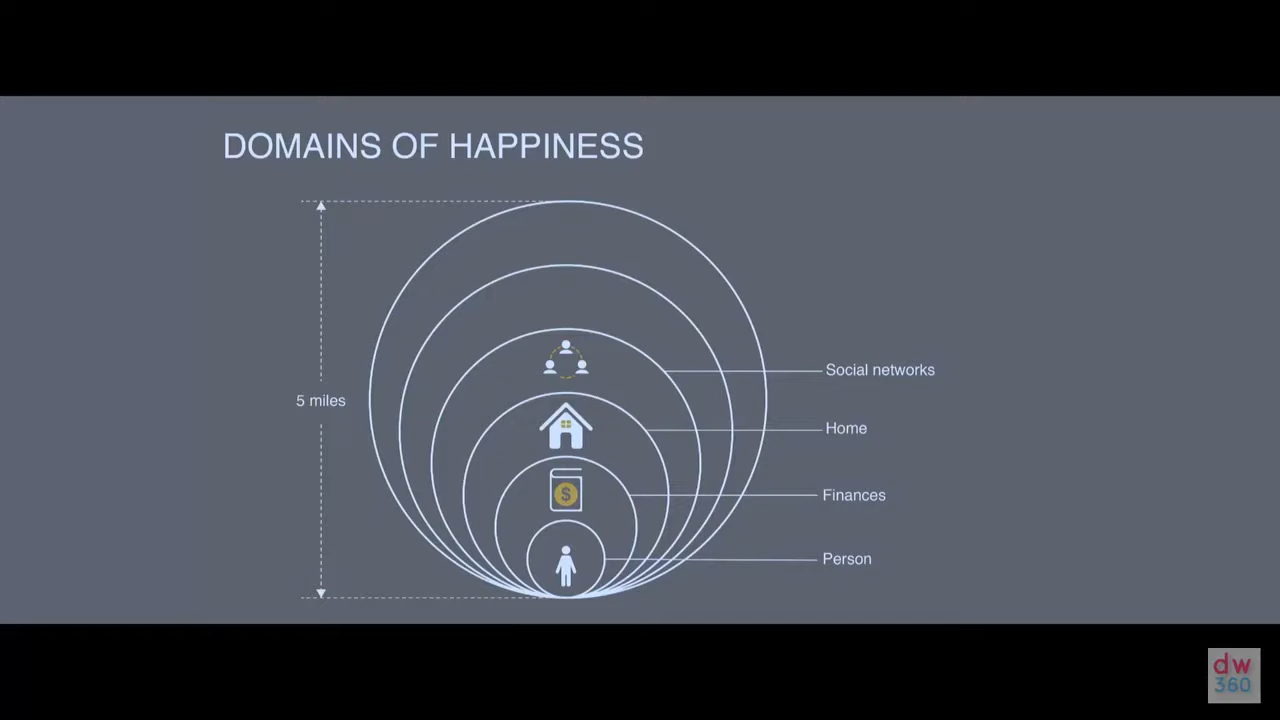 DOMAINS OF HAPPINESS
Social networks
5 miles
Home
$
Finances
Person
dw
360